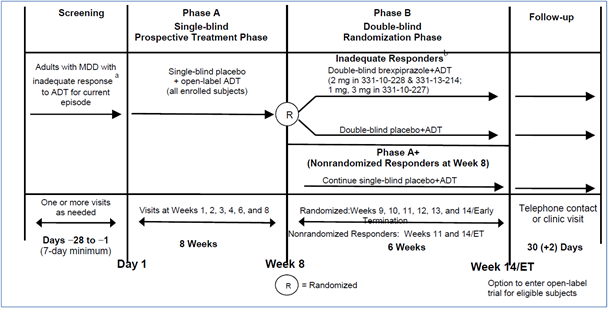 Screening
Phase A
Single-blind
Prospective Treatment Phase
Phase B
Double-blind
Randomization Phase
Follow-up
Adults with MDD with
inadequate response
to ADT for current a
episode
Single-blind placebo
+ open-label ADT
(all enrolled subjects)
R
Inadequate Responders b
Double-blind brexpiprazole+ADT
(2 mg in 331-10-228 & 331-13-214;
1 mg, 3 mg in 331-10-227)
Double-blind placebo+ADT
Phase A+
(Nonrandomized Responders at Week 8)
Continue single-blind placebo+ADT
One or more visits
as needed
Days −28 to −1
(7-day minimum)
Visits at Weeks 1, 2, 3, 4, 6, and 8
8 Weeks
Randomized:Weeks 9, 10, 11, 12, 13, and 14/Early
Termination
Nonrandomized Responders: Weeks 11 and 14/ET
6 Weeks
Telephone contact
or clinic visit
30 (+2) Days
Day 1
Week 8
Week 14/ET
R = Randomized
Option to enter open-label
trial for eligible subjects